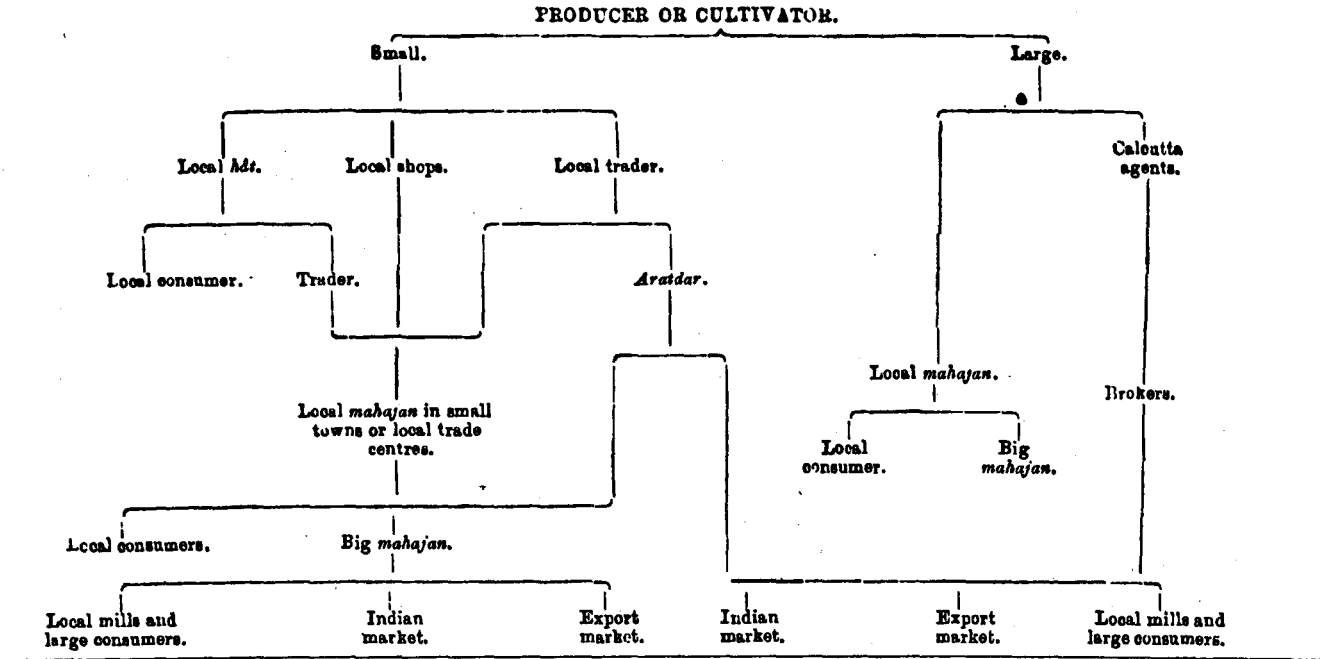 PRODUCER OR CULTIVATOR.
Small.
Large.
Local hât.
Local shops.
Local trader.
Calcutta
agents.
Local consumer.
Trader.
Aratdar.
Local mahajan.
Brokers.
Local mahajan in small
towns or local trade
centres.
Local
consumer.
Big
mahajan.
Local consumers.
Big mahajan.
Local mills and
large consumers.
Indian
market.
Export
market.
Indian
market.
Export
market.
Local mills and
large consumers.